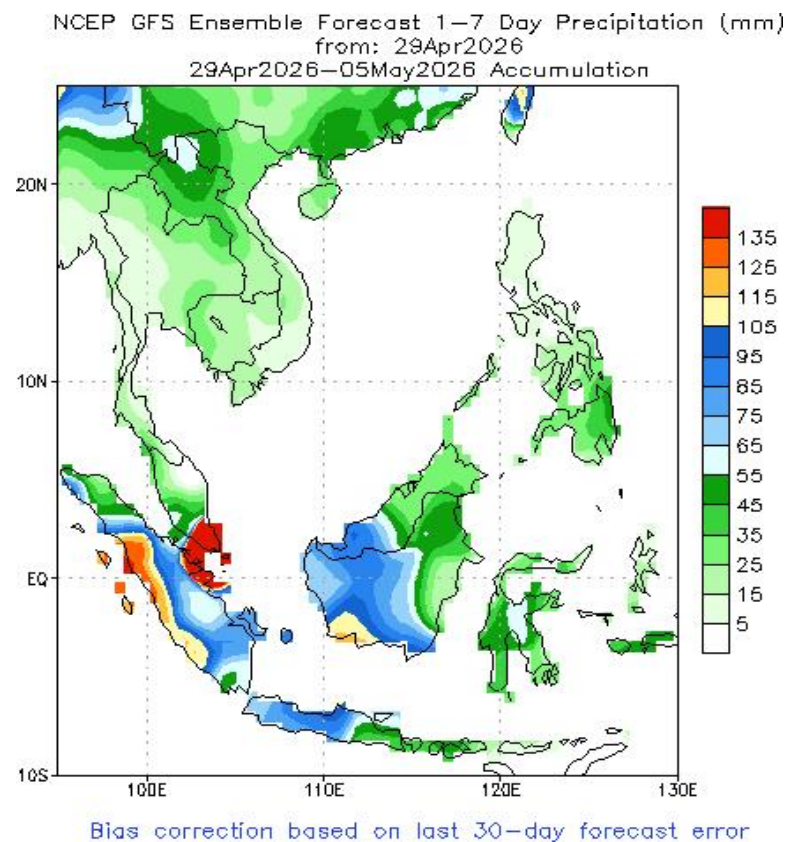 NCEP GFS Ensemble Forecast 1–7 Day Precipitation (mm)
from: 29Apr2026
29Apr2026–05May2026 Accumulation
20N
10N
EQ
10S
100E
110E
120E
130E
135
125
115
105
95
85
75
65
55
45
35
25
15
5
Bias correction based on last 30–day forecast error